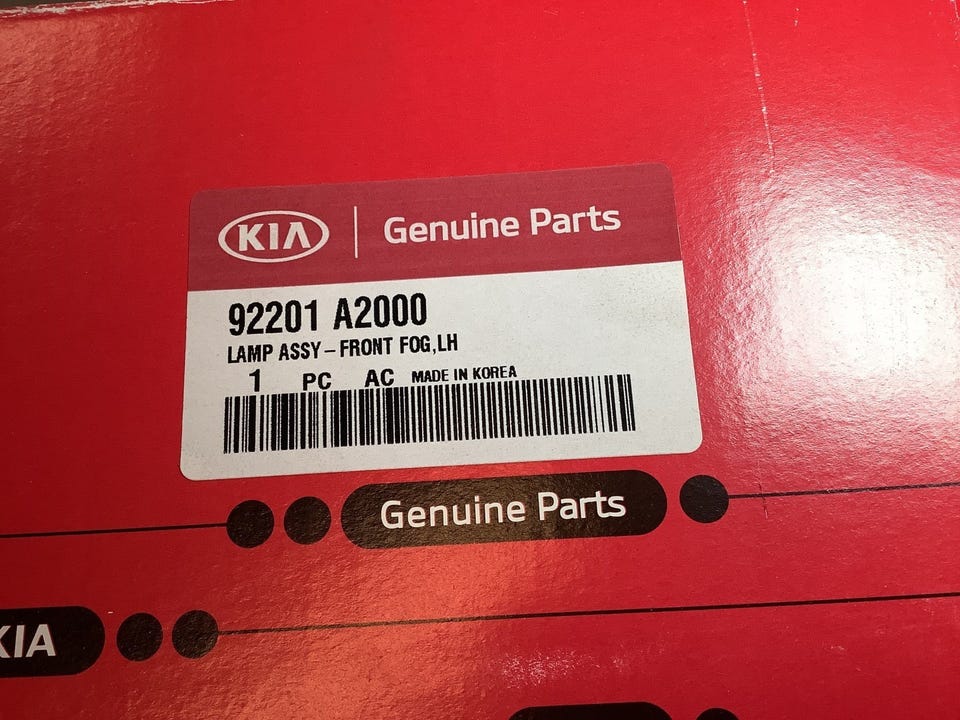 KIA | Genuine Parts
92201 A2000
LAMP ASSY-FRONT FOG,LH
1 PC AC MADE IN KOREA
Genuine Parts
KIA